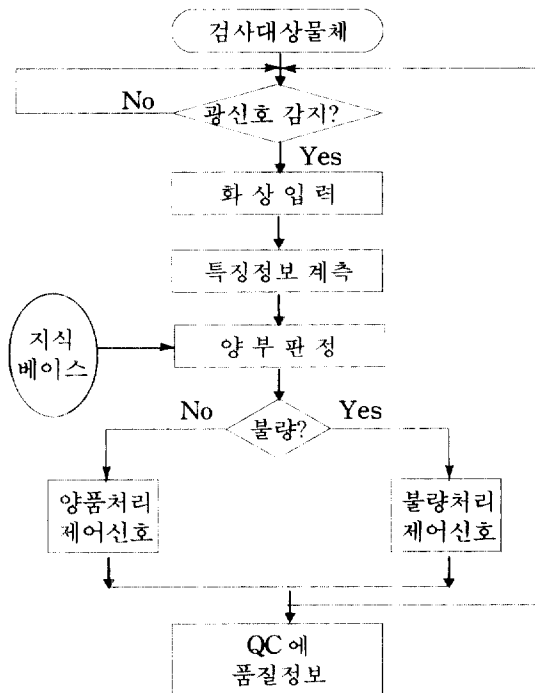 검사대상물체
No
광신호 감지?
Yes
화 상 입 력
특징정보 계측
지식
베이스
양 부 판 정
No
불량?
Yes
양품처리
제어신호
불량처리
제어신호
QC 에
품질정보